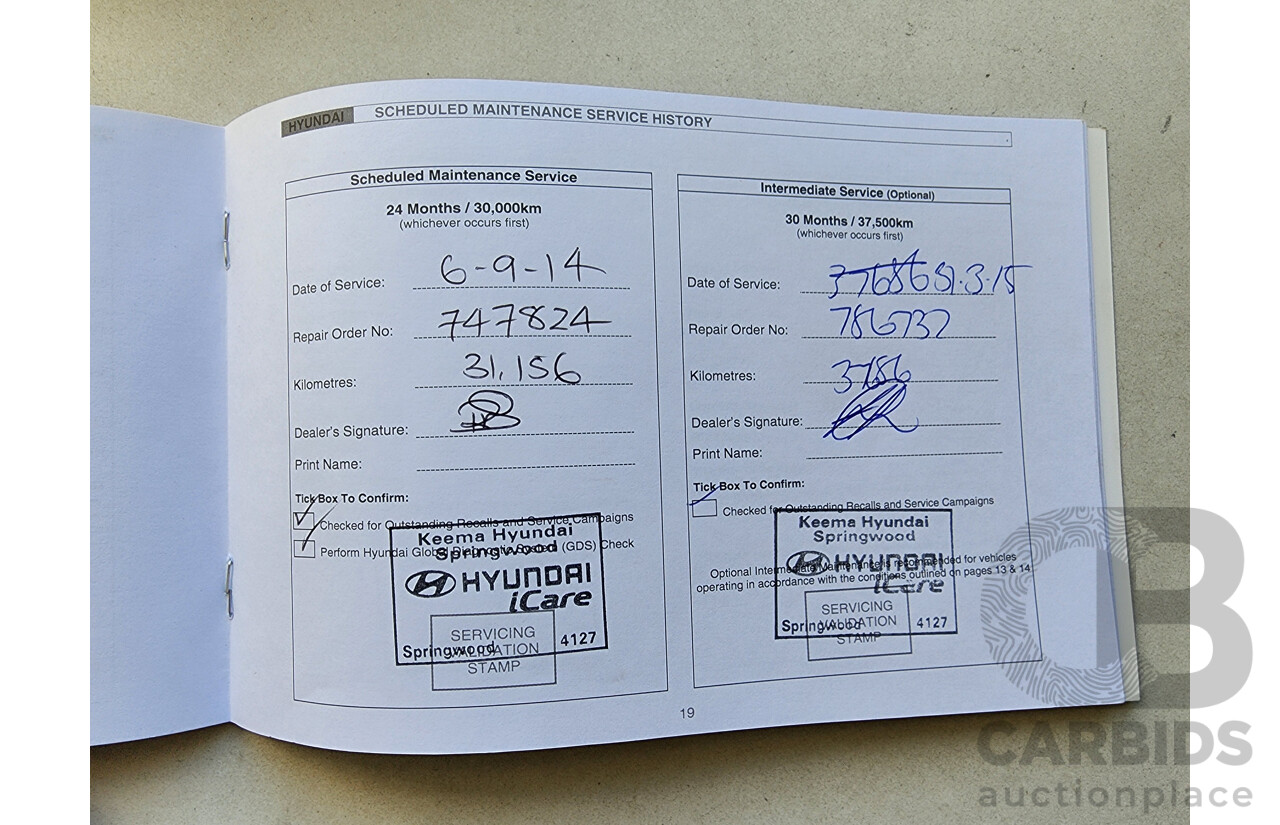 HYUNDAI SCHEDULED MAINTENANCE SERVICE HISTORY
Scheduled Maintenance Service
24 Months / 30,000km
(whichever occurs first)
Date of Service: 6-9-14
Repair Order No: 747824
Kilometres: 31,156
Dealer's Signature:
Print Name:
Tick Box To Confirm:
Checked for Outstanding Recalls and Service Campaigns
Perform Hyundai Global Diagnostic System (GDS) Check
Keema Hyundai
Springwood
HYUNDAI
iCare
Springwood 4127
SERVICING
VALIDATION
STAMP
Intermediate Service (Optional)
30 Months / 37,500km
(whichever occurs first)
Date of Service: 31.3.15
Repair Order No: 786732
Kilometres:
Dealer's Signature:
Print Name:
Tick Box To Confirm:
Checked for Outstanding Recalls and Service Campaigns
Keema Hyundai
Springwood
HYUNDAI
iCare
Springwood 4127
Optional Intermediate Maintenance is recommended for vehicles
operating in accordance with the conditions outlined on pages 13 & 14.
SERVICING
VALIDATION
STAMP
19
CB
CARBIDS
auctionplace